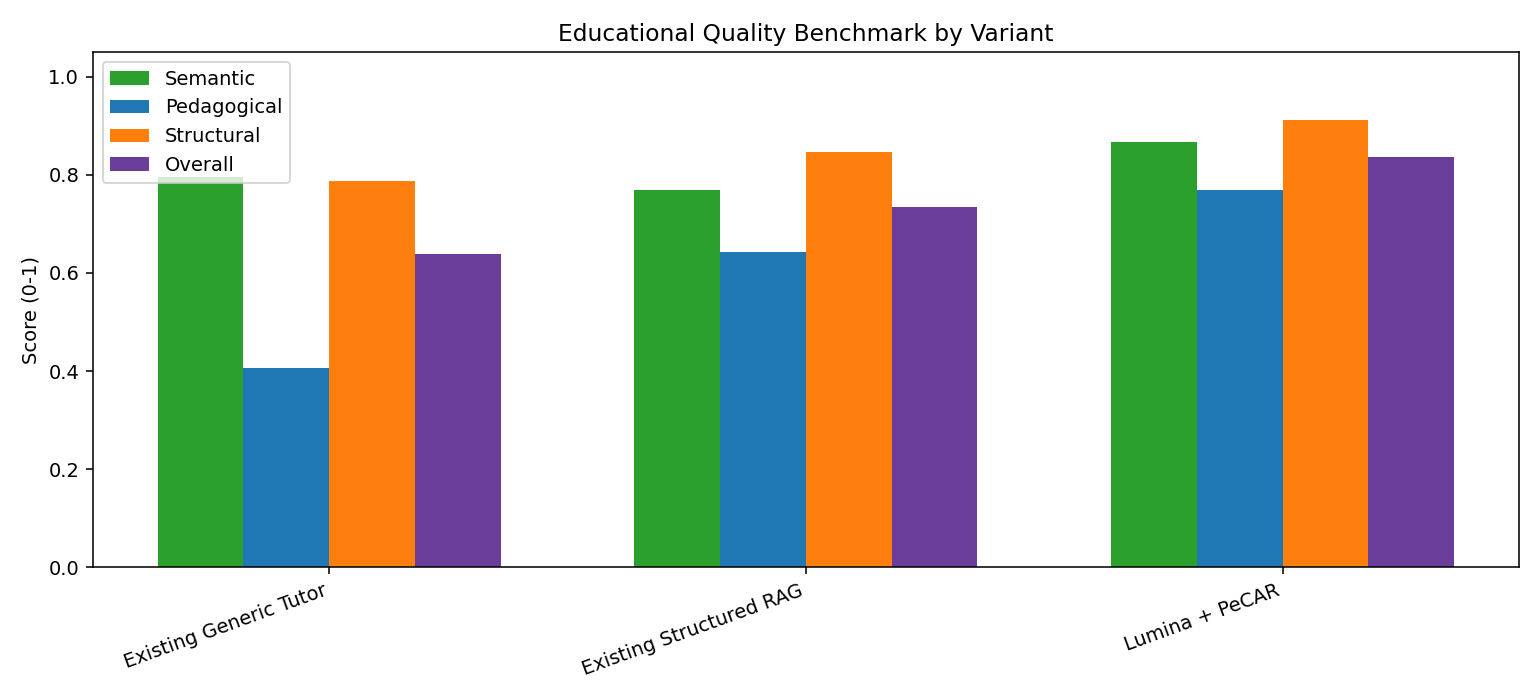 Educational Quality Benchmark by Variant
Semantic
Pedagogical
Structural
Overall
Score (0-1)
1.0
0.8
0.6
0.4
0.2
0.0
Existing Generic Tutor
Existing Structured RAG
Lumina + PeCAR